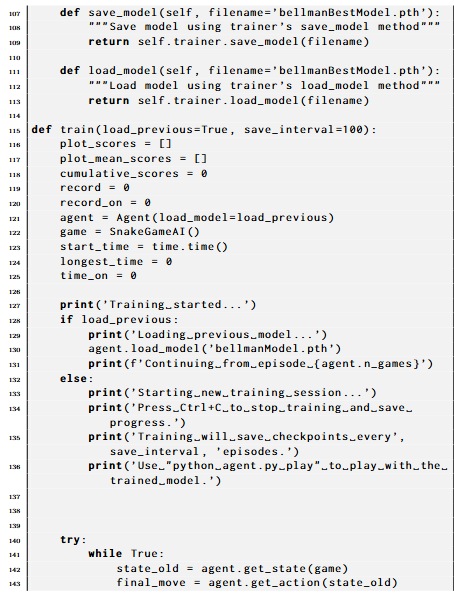 107     def save_model(self, filename='bellmanBestModel.pth'):
108         """Save model using trainer's save_model method"""
109         return self.trainer.save_model(filename)
110
111     def load_model(self, filename='bellmanBestModel.pth'):
112         """Load model using trainer's load_model method"""
113         return self.trainer.load_model(filename)
114
115 def train(load_previous=True, save_interval=100):
116     plot_scores = []
117     plot_mean_scores = []
118     cumulative_scores = 0
119     record = 0
120     record_on = 0
121     agent = Agent(load_model=load_previous)
122     game = SnakeGameAI()
123     start_time = time.time()
124     longest_time = 0
125     time_on = 0
126
127     print('Training␣started...')
128     if load_previous:
129         print('Loading␣previous␣model...')
130         agent.load_model('bellmanModel.pth')
131         print(f'Continuing␣from␣episode␣{agent.n_games}')
132     else:
133         print('Starting␣new␣training␣session...')
134         print('Press␣Ctrl+C␣to␣stop␣training␣and␣save␣
            progress.')
135         print('Training␣will␣save␣checkpoints␣every',
            save_interval, 'episodes.')
136         print('Use␣"python␣agent.py␣play"␣to␣play␣with␣the␣
            trained␣model.')
137
138
139
140     try:
141         while True:
142             state_old = agent.get_state(game)
143             final_move = agent.get_action(state_old)